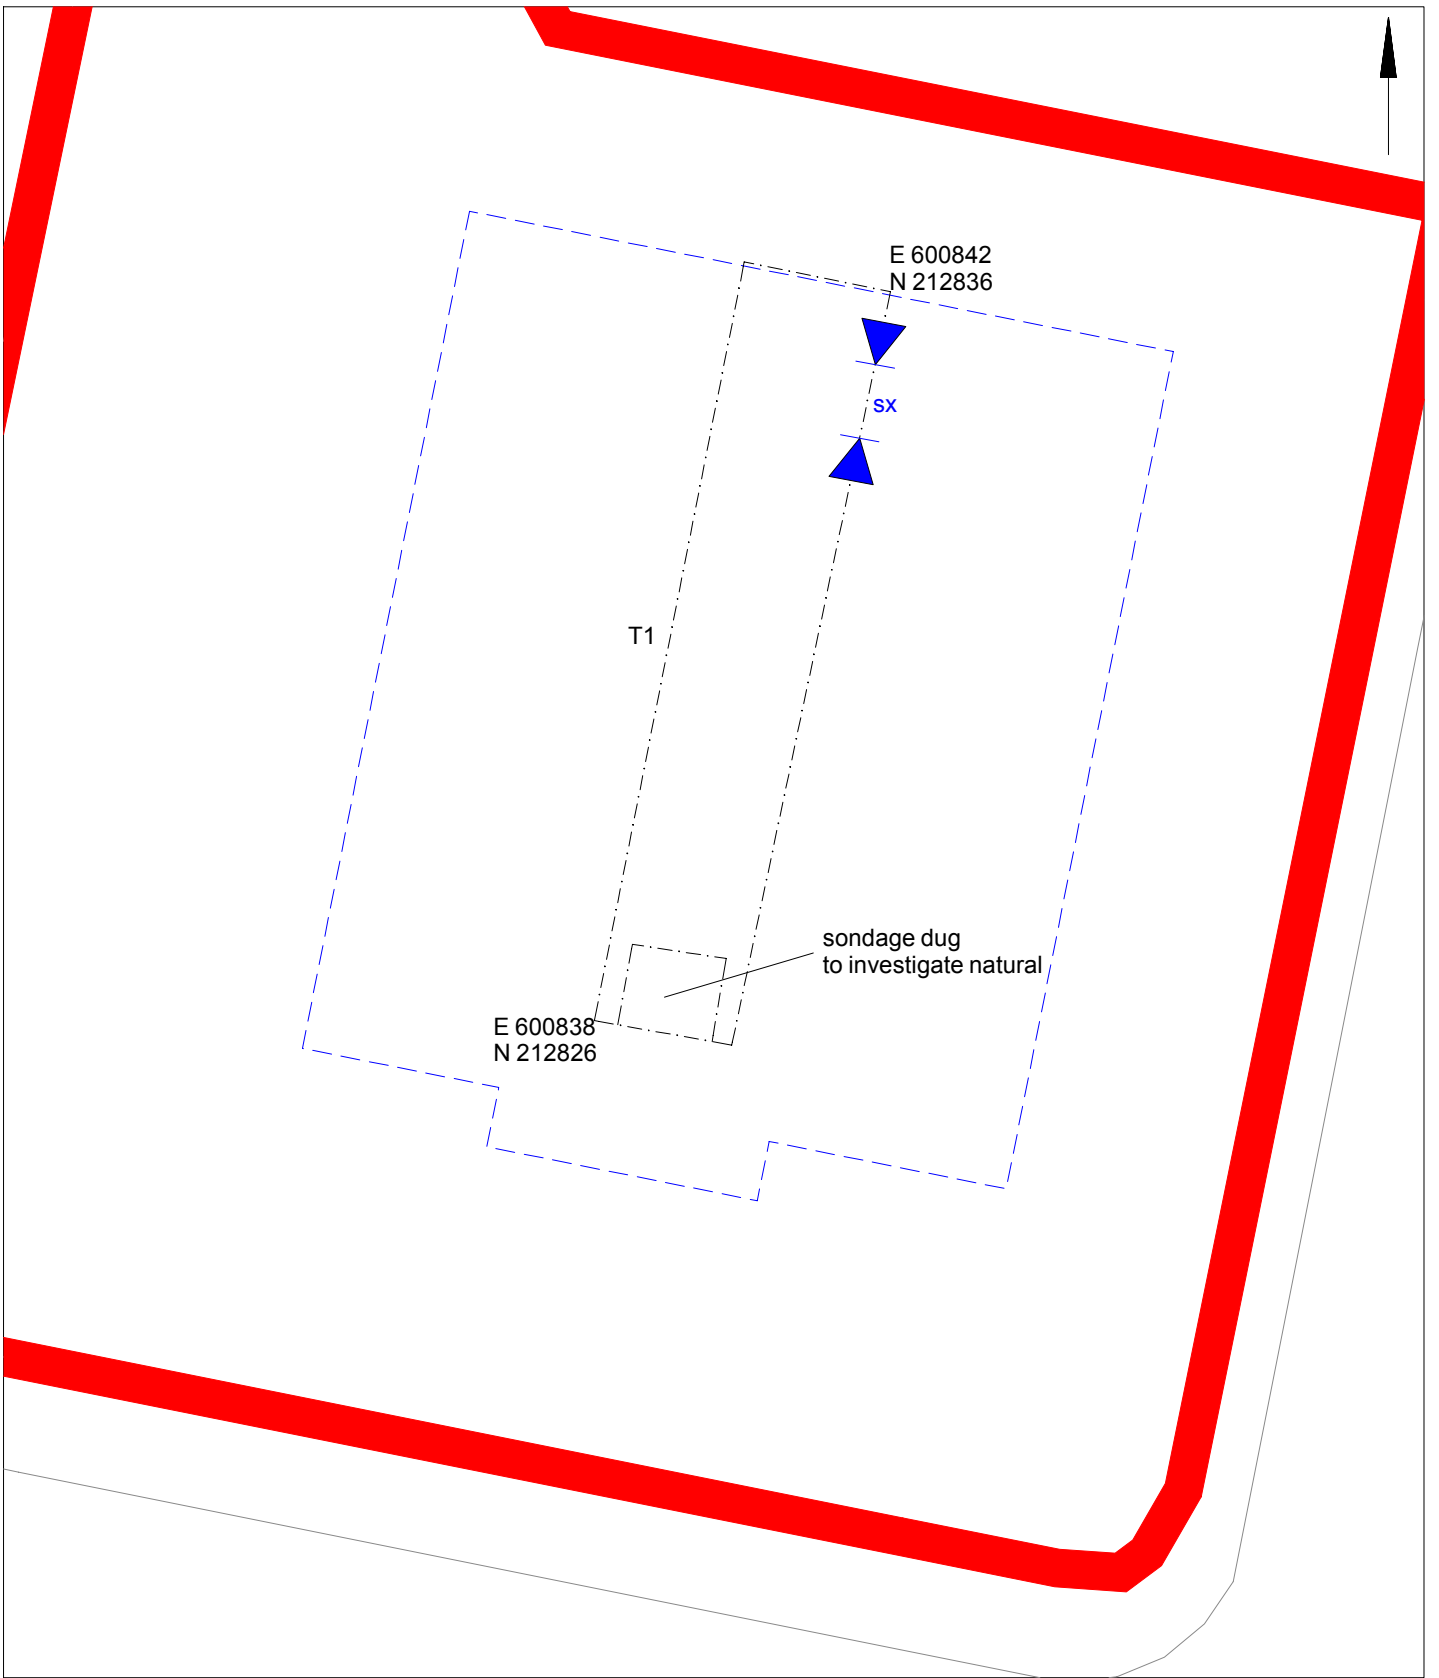 E 600842
N 212836
sx
T1
sondage dug
to investigate natural
E 600838
N 212826